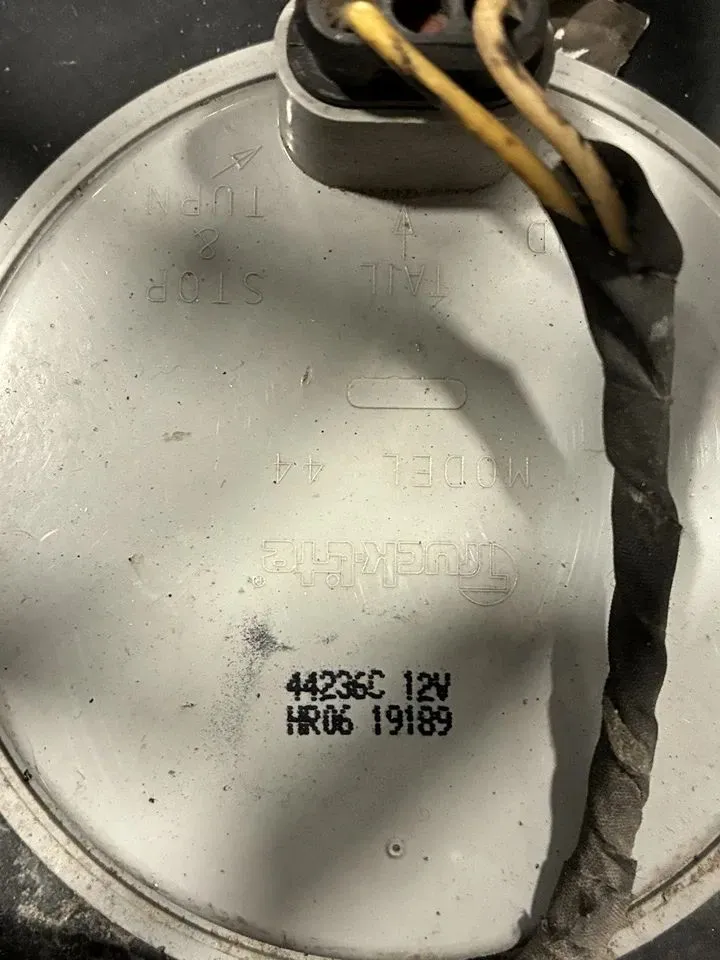 TURN
&
STOP
TAIL
D
MODEL 44
Truck-Lite®
44236C 12V
HR06 19189